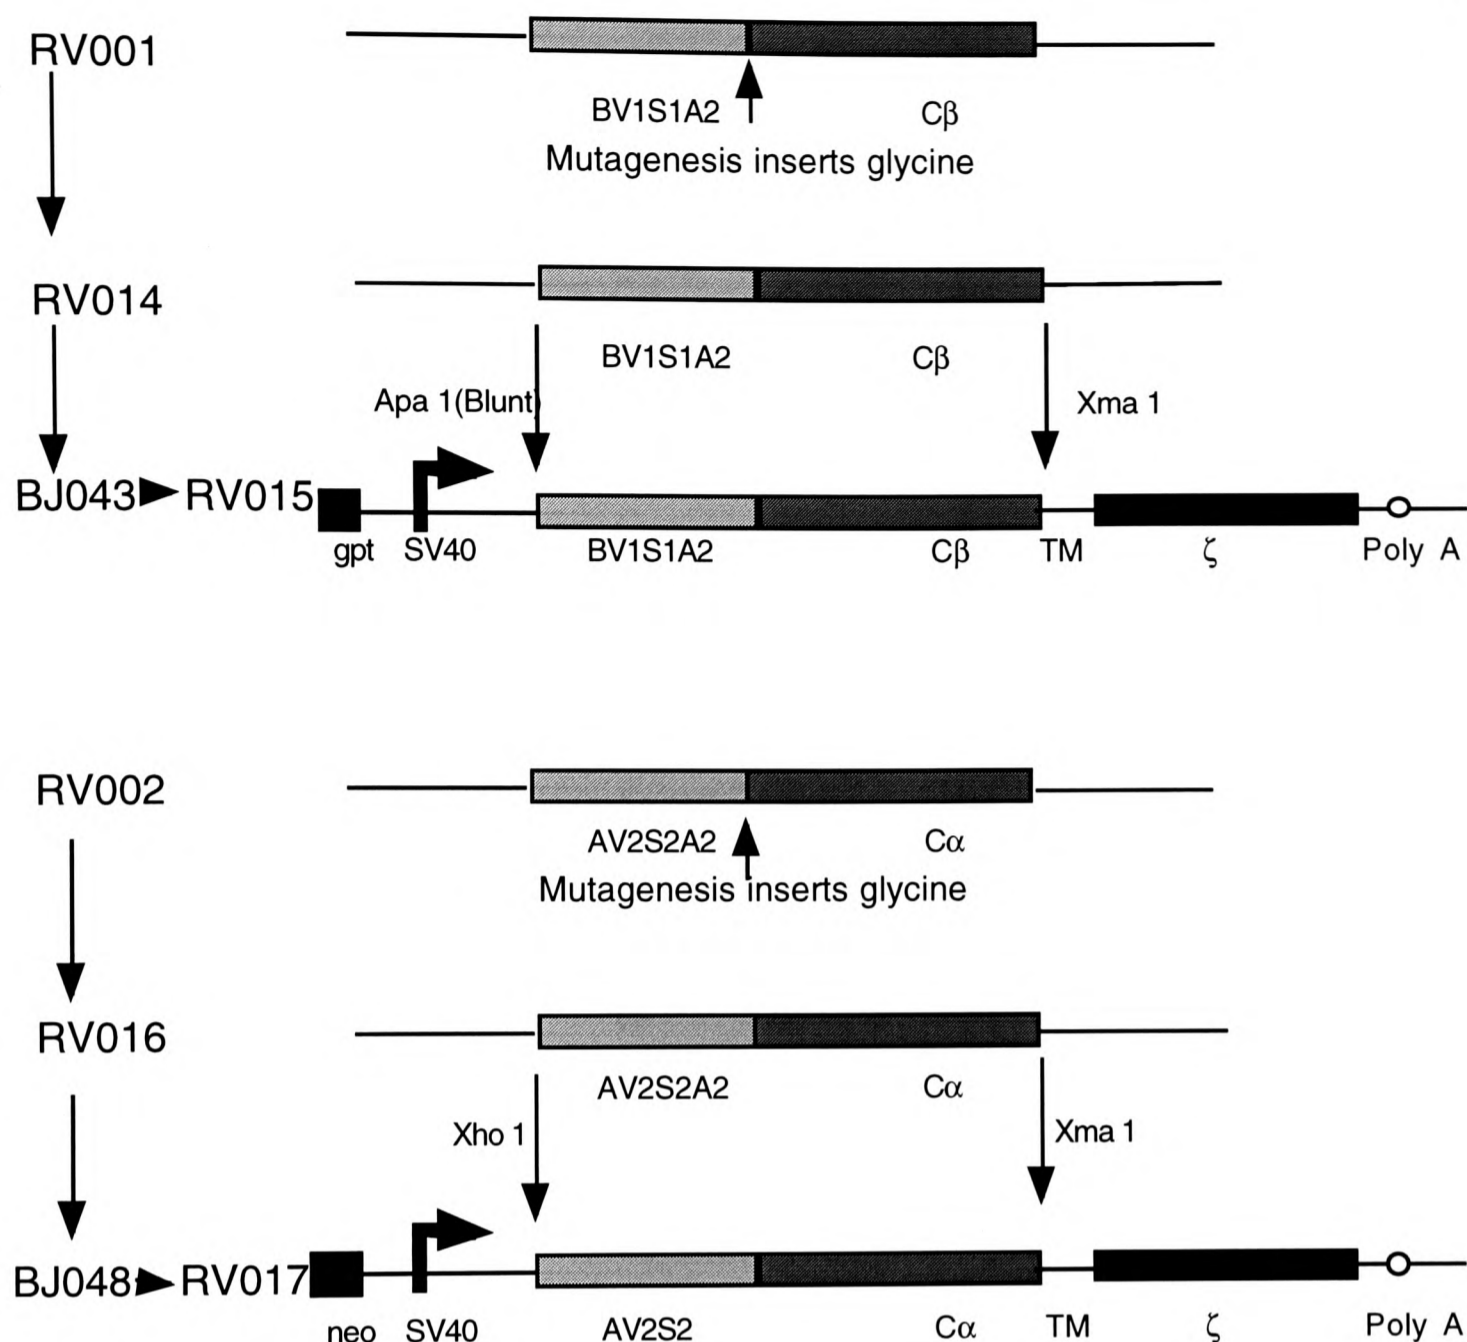 RV001
BV1S1A2 Cβ
Mutagenesis inserts glycine
RV014
BV1S1A2 Cβ
Apa 1(Blunt) Xma 1
BJ043 RV015
gpt SV40 BV1S1A2 Cβ TM ζ Poly A
RV002
AV2S2A2 Cα
Mutagenesis inserts glycine
RV016
AV2S2A2 Cα
Xho 1 Xma 1
BJ048 RV017
neo SV40 AV2S2 Cα TM ζ Poly A